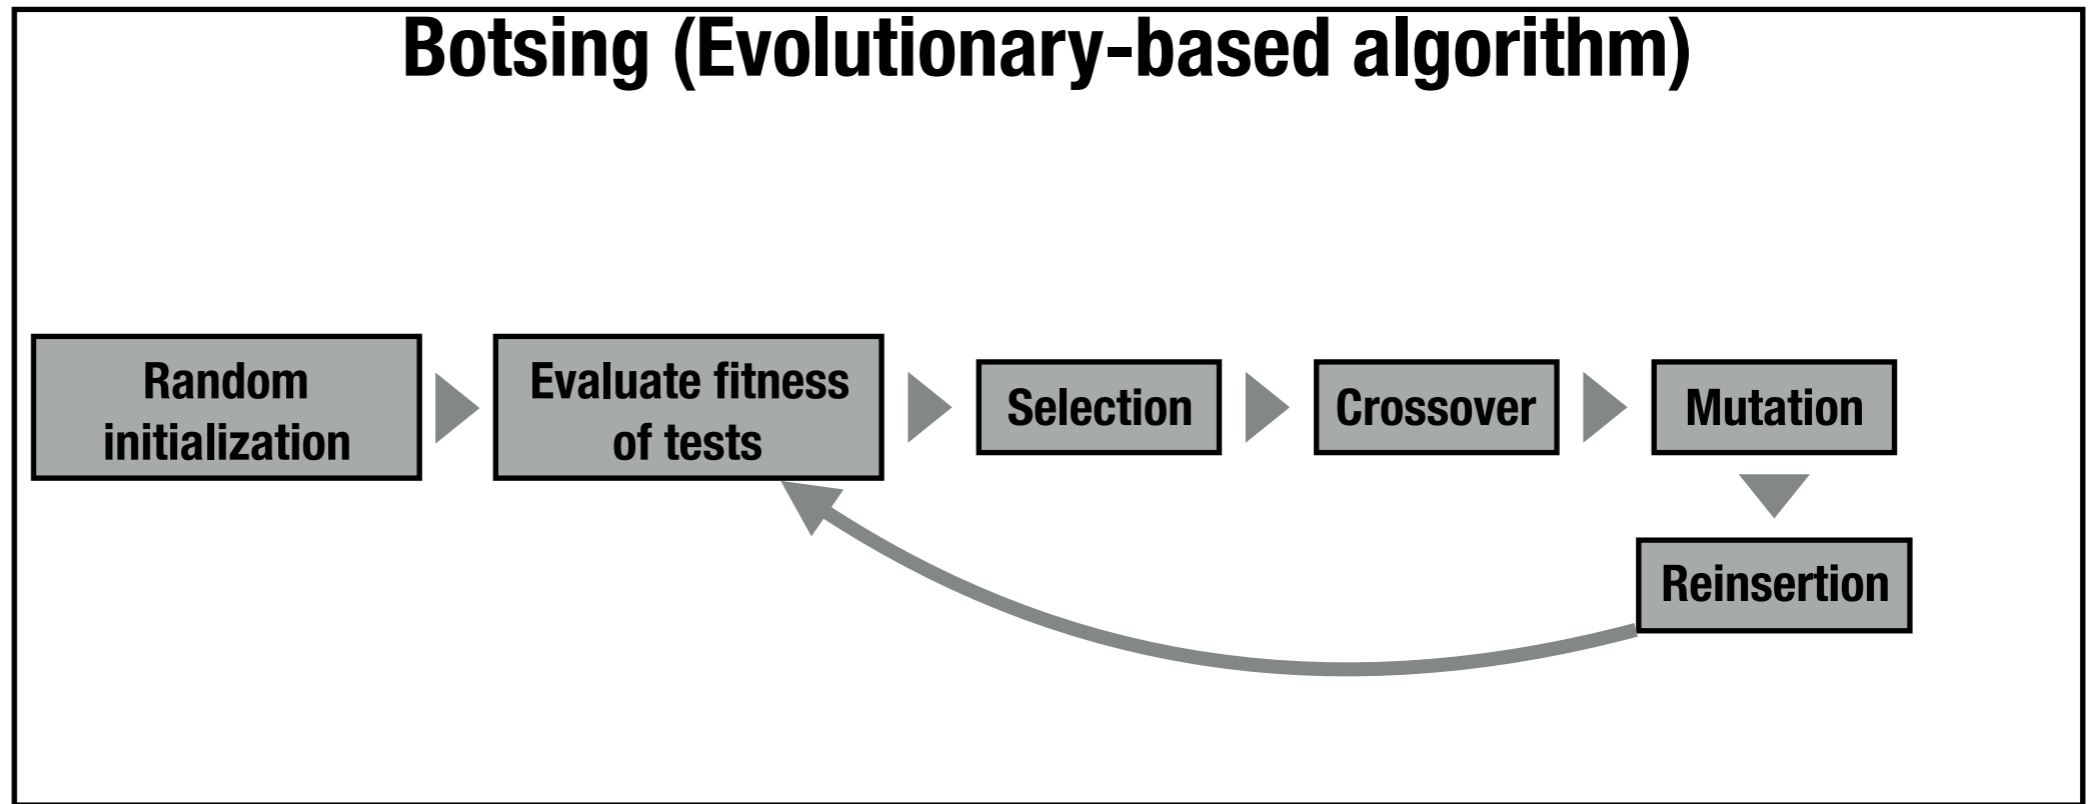 Botsing (Evolutionary-based algorithm)
Random
initialization
Evaluate fitness
of tests
Selection
Crossover
Mutation
Reinsertion